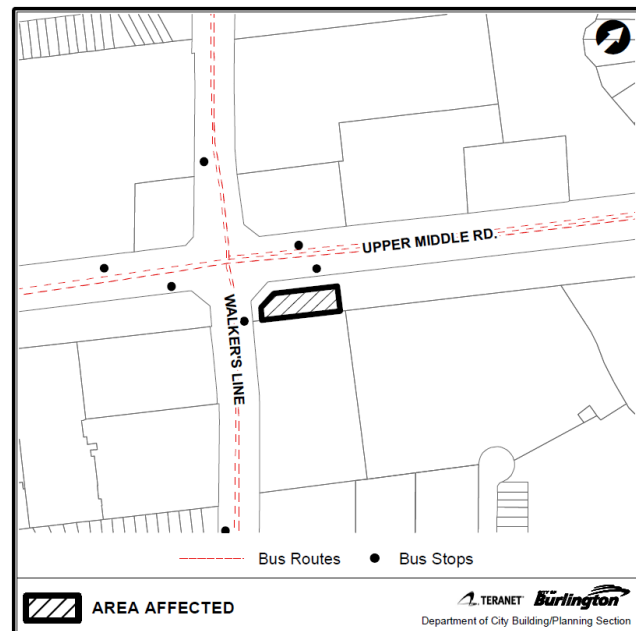 UPPER MIDDLE RD.
WALKER'S LINE
Bus Routes
Bus Stops
AREA AFFECTED
TERANET
Burlington
Department of City Building/Planning Section